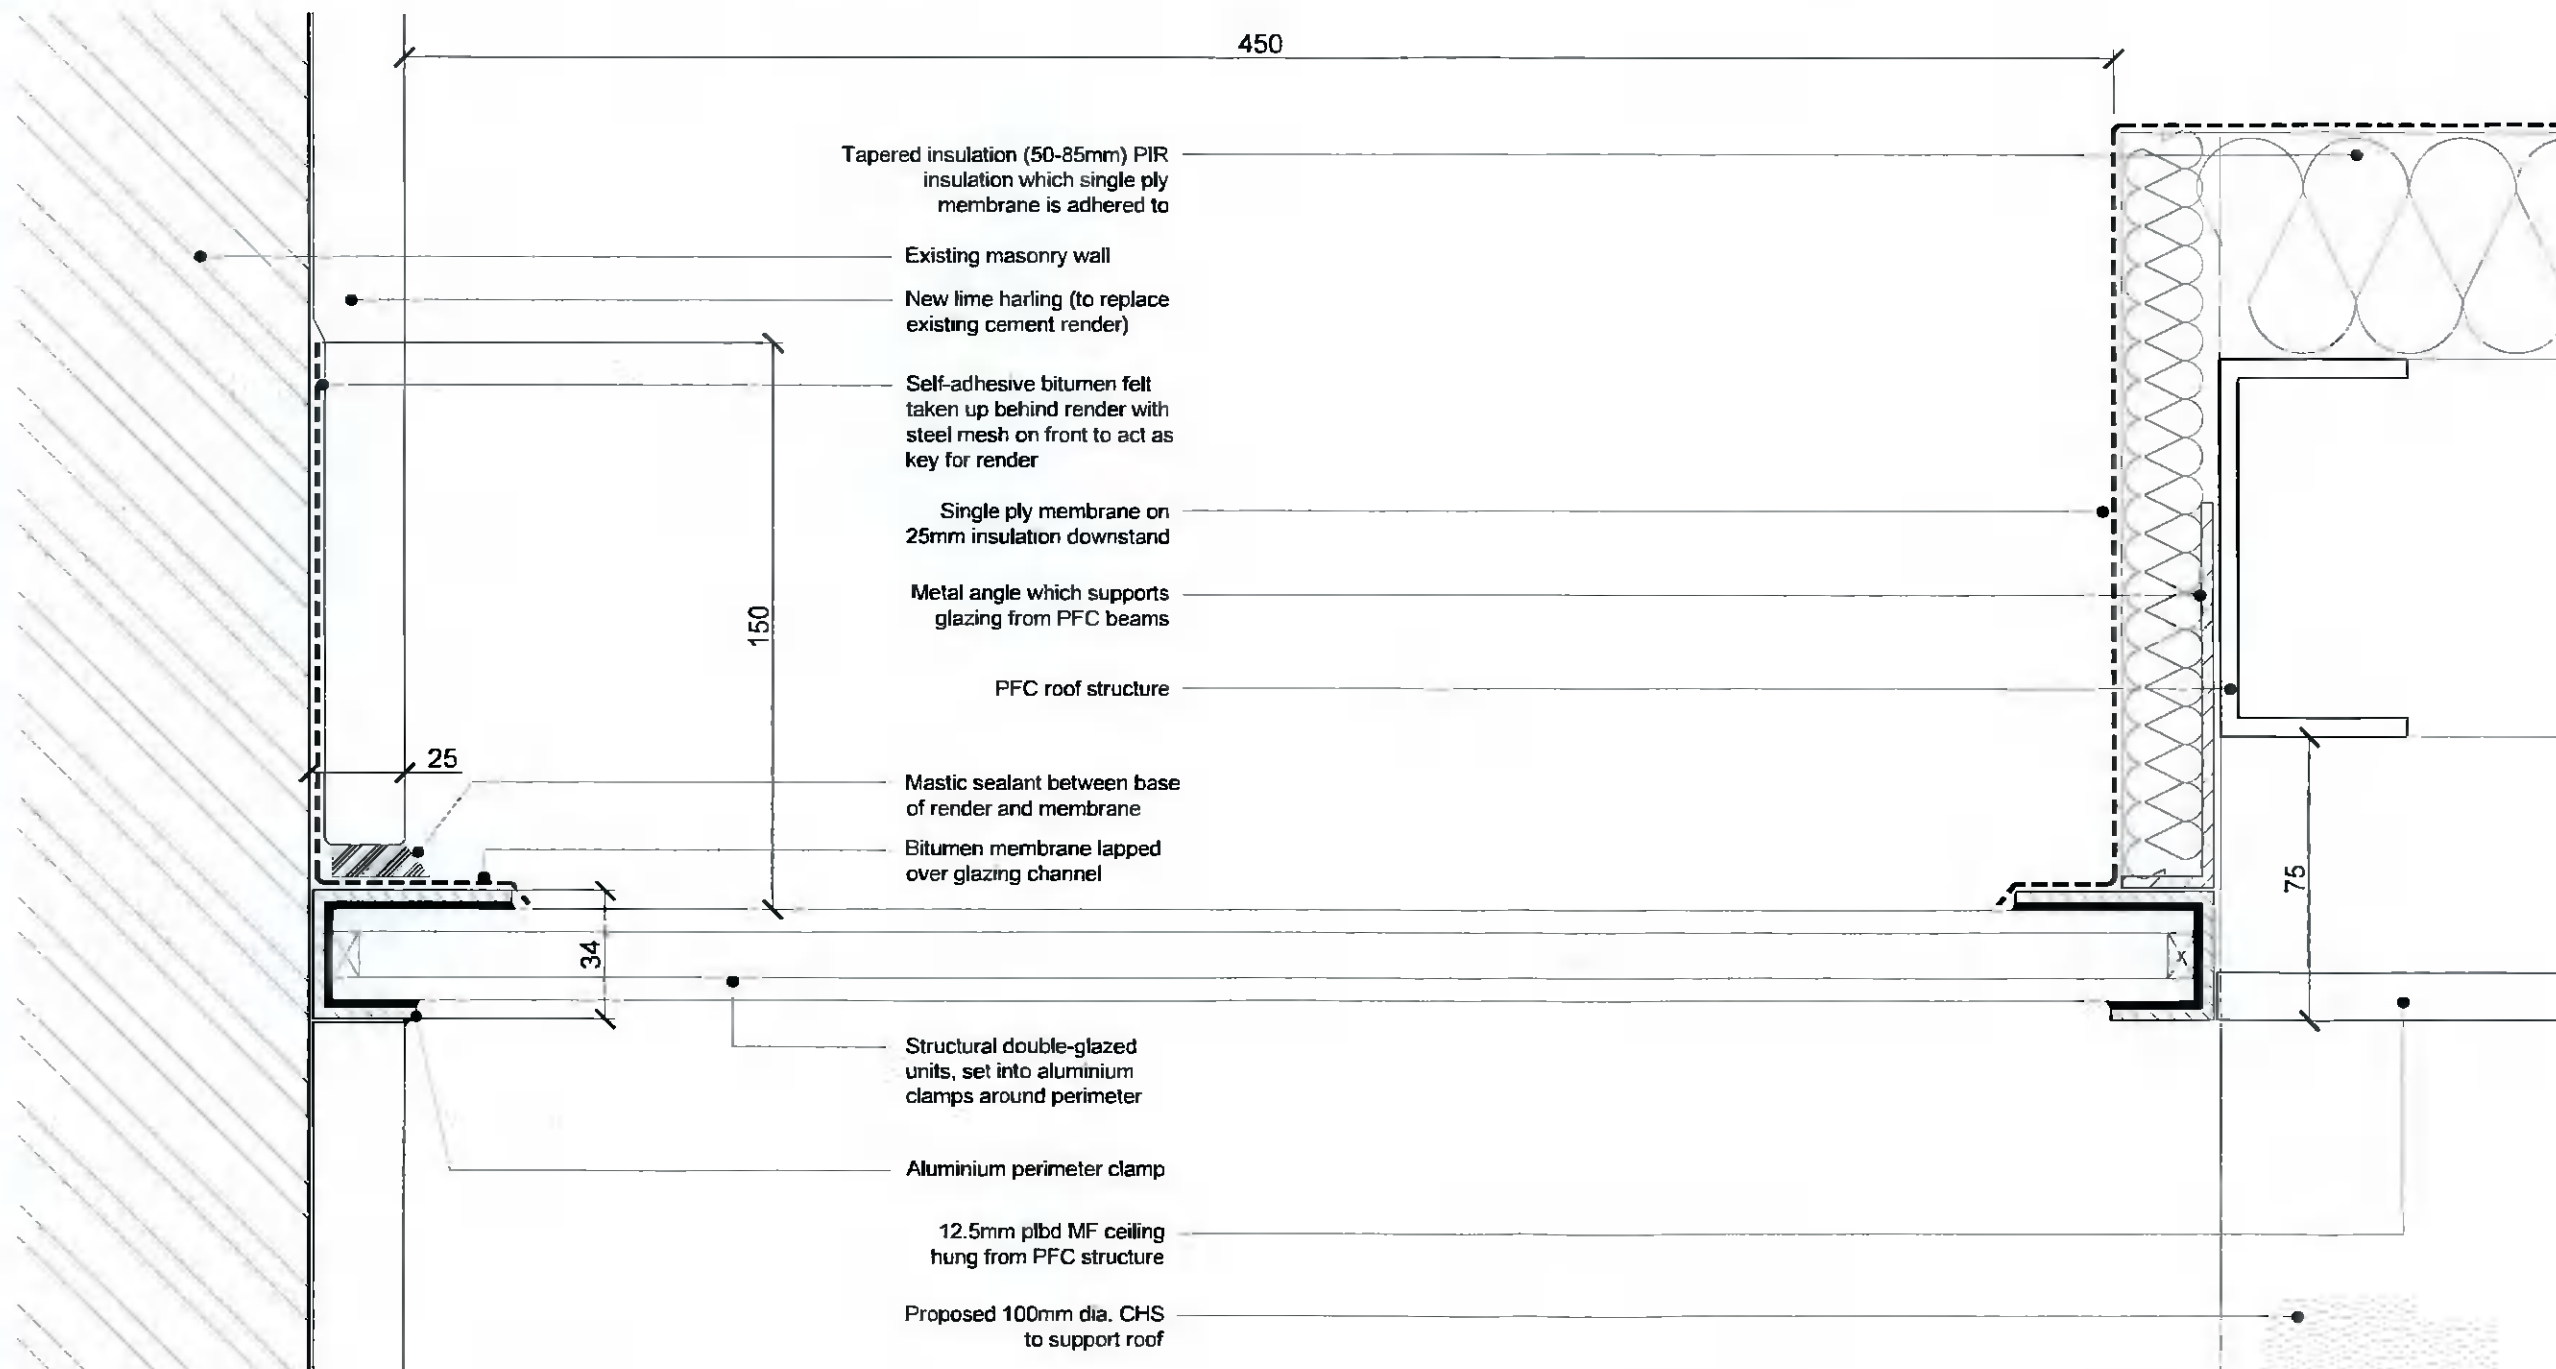 450
Tapered insulation (50-85mm) PIR
insulation which single ply
membrane is adhered to
Existing masonry wall
New lime harling (to replace
existing cement render)
Self-adhesive bitumen felt
taken up behind render with
steel mesh on front to act as
key for render
Single ply membrane on
25mm insulation downstand
Metal angle which supports
glazing from PFC beams
150
PFC roof structure
25
Mastic sealant between base
of render and membrane
Bitumen membrane lapped
over glazing channel
75
34
Structural double-glazed
units, set into aluminium
clamps around perimeter
Aluminium perimeter clamp
12.5mm plbd MF ceiling
hung from PFC structure
Proposed 100mm dia. CHS
to support roof